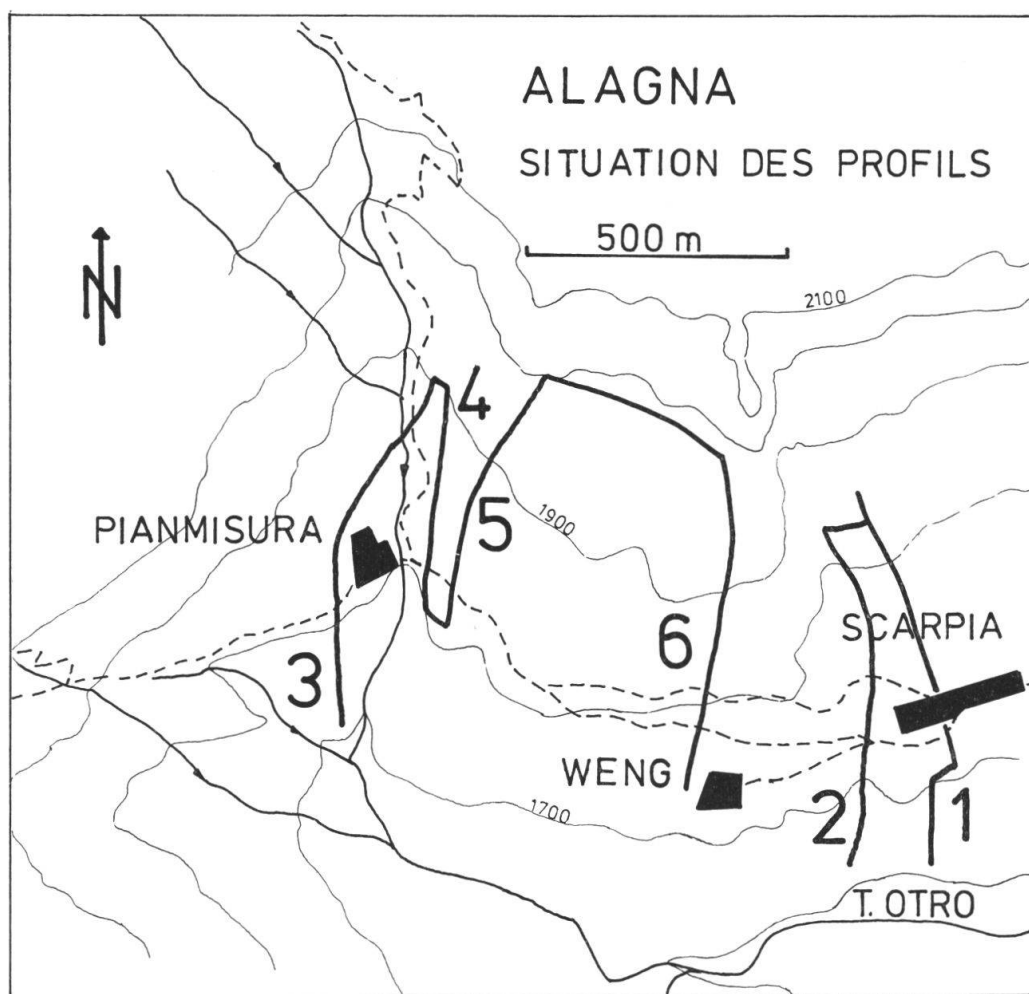 ALAGNA
SITUATION DES PROFILS
500 m
N
2100
4
PIANMISURA
5
1900
6
SCARPIA
3
WENG
1700
2
1
T. OTRO